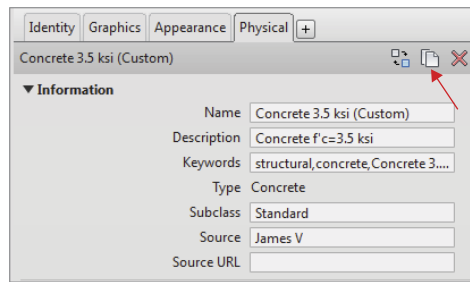 Identity Graphics Appearance Physical +
Concrete 3.5 ksi (Custom)
Information
Name Concrete 3.5 ksi (Custom)
Description Concrete f'c=3.5 ksi
Keywords structural,concrete,Concrete 3....
Type Concrete
Subclass Standard
Source James V
Source URL